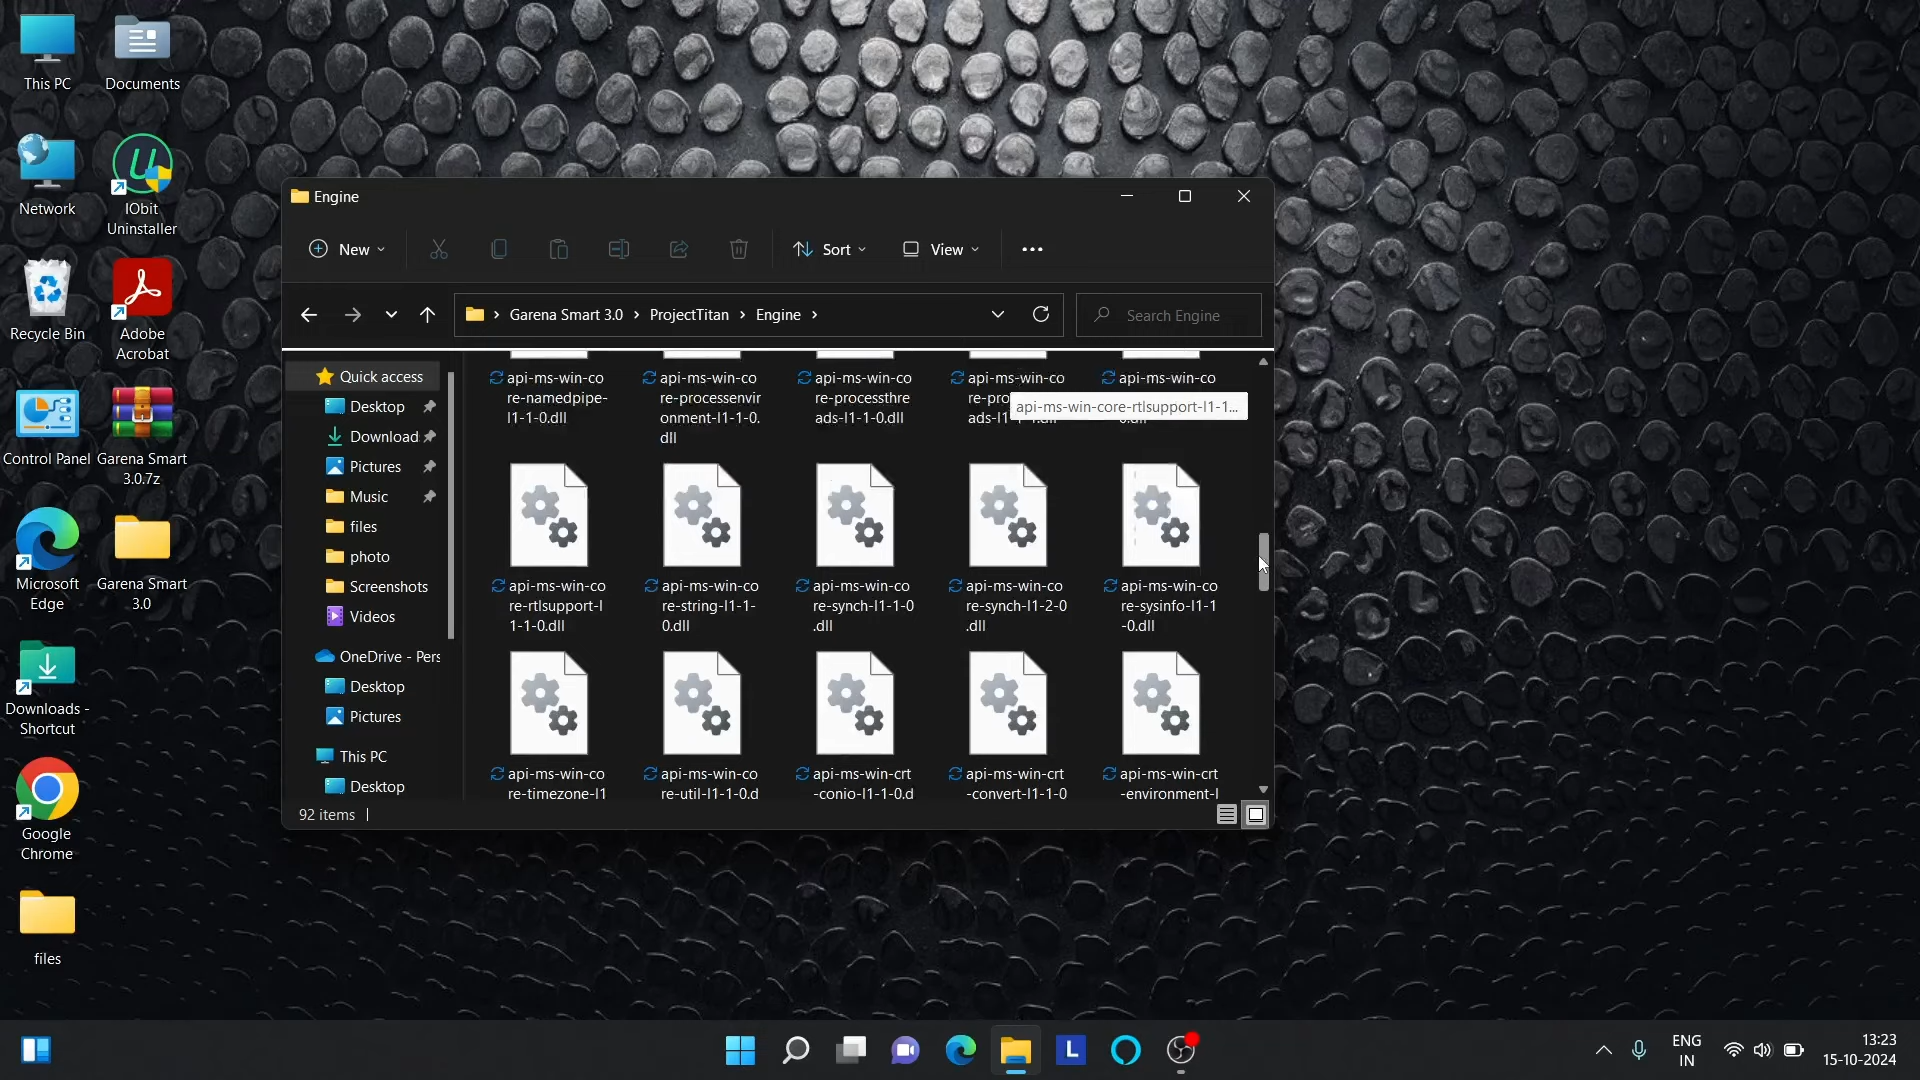 This PC
Documents
Network
IObit
Uninstaller
Recycle Bin
Adobe
Acrobat
Control Panel
Garena Smart
3.0.7z
Microsoft
Edge
Garena Smart
3.0
Downloads -
Shortcut
Google
Chrome
files
Engine
New
Sort
View
Garena Smart 3.0 > ProjectTitan > Engine >
Search Engine
Quick access
Desktop
Download
Pictures
Music
files
photo
Screenshots
Videos
OneDrive - Pers
Desktop
Pictures
This PC
Desktop
api-ms-win-co
re-namedpipe-
l1-1-0.dll
api-ms-win-co
re-processenvir
onment-l1-1-0.
dll
api-ms-win-co
re-processthre
ads-l1-1-0.dll
api-ms-win-co
re-pro
ads-l1-1-1.dll
api-ms-win-co
api-ms-win-core-rtlsupport-l1-1...
api-ms-win-co
re-rtlsupport-l
1-1-0.dll
api-ms-win-co
re-string-l1-1-
0.dll
api-ms-win-co
re-synch-l1-1-0
.dll
api-ms-win-co
re-synch-l1-2-0
.dll
api-ms-win-co
re-sysinfo-l1-1
-0.dll
api-ms-win-co
re-timezone-l1
api-ms-win-co
re-util-l1-1-0.d
api-ms-win-crt
-conio-l1-1-0.d
api-ms-win-crt
-convert-l1-1-0
api-ms-win-crt
-environment-l
92 items
L
ENG
IN
13:23
15-10-2024